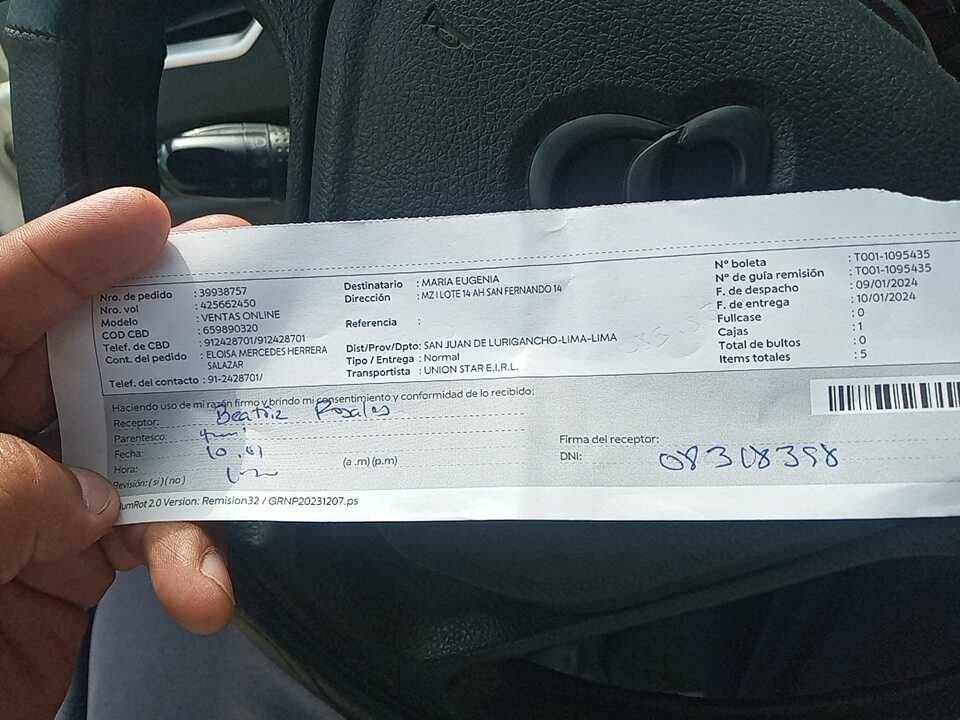 Nro. de pedido : 39938757
Nro. vol : 425662450
Modelo : VENTAS ONLINE
COD CBD : 659890320
Telef. de CBD : 912428701/912428701
Cont. del pedido : ELOISA MERCEDES HERRERA
SALAZAR
Telef. del contacto : 91-2428701/
Destinatario : MARIA EUGENIA
Dirección : MZ I LOTE 14 AH SAN FERNANDO 14
Referencia :
Dist/Prov/Dpto : SAN JUAN DE LURIGANCHO-LIMA-LIMA
Tipo / Entrega : Normal
Transportista : UNION STAR E.I.R.L.
N° boleta : T001-1095435
N° de guía remisión : T001-1095435
F. de despacho : 09/01/2024
F. de entrega : 10/01/2024
Fullcase : 0
Cajas : 1
Total de bultos : 0
Items totales : 5
Haciendo uso de mi razón firmo y brindo mi consentimiento y conformidad de lo recibido:
Receptor: Beatriz Rosales
Parentesco:
Fecha: 10.01
Hora: (a .m) (p.m)
Revisión: ( si ) ( no )
Firma del receptor:
DNI: 08318398
umRot 2.0 Version: Remision32 / GRNP20231207.ps